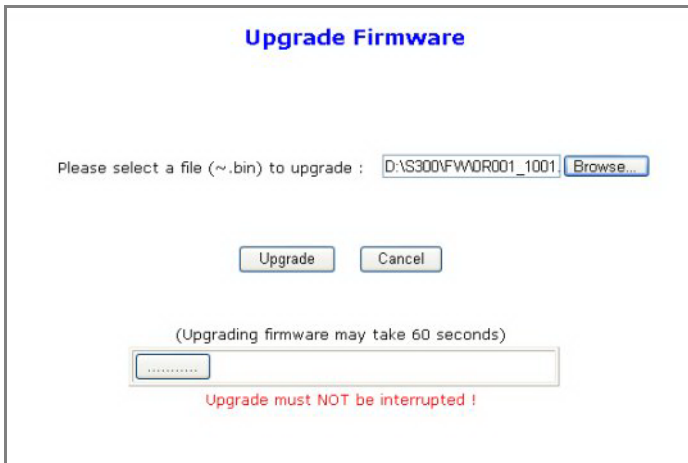 Upgrade Firmware
Please select a file (~.bin) to upgrade : D:\S300\FW\0R001_1001. Browse...
Upgrade Cancel
(Upgrading firmware may take 60 seconds)
...........
Upgrade must NOT be interrupted !